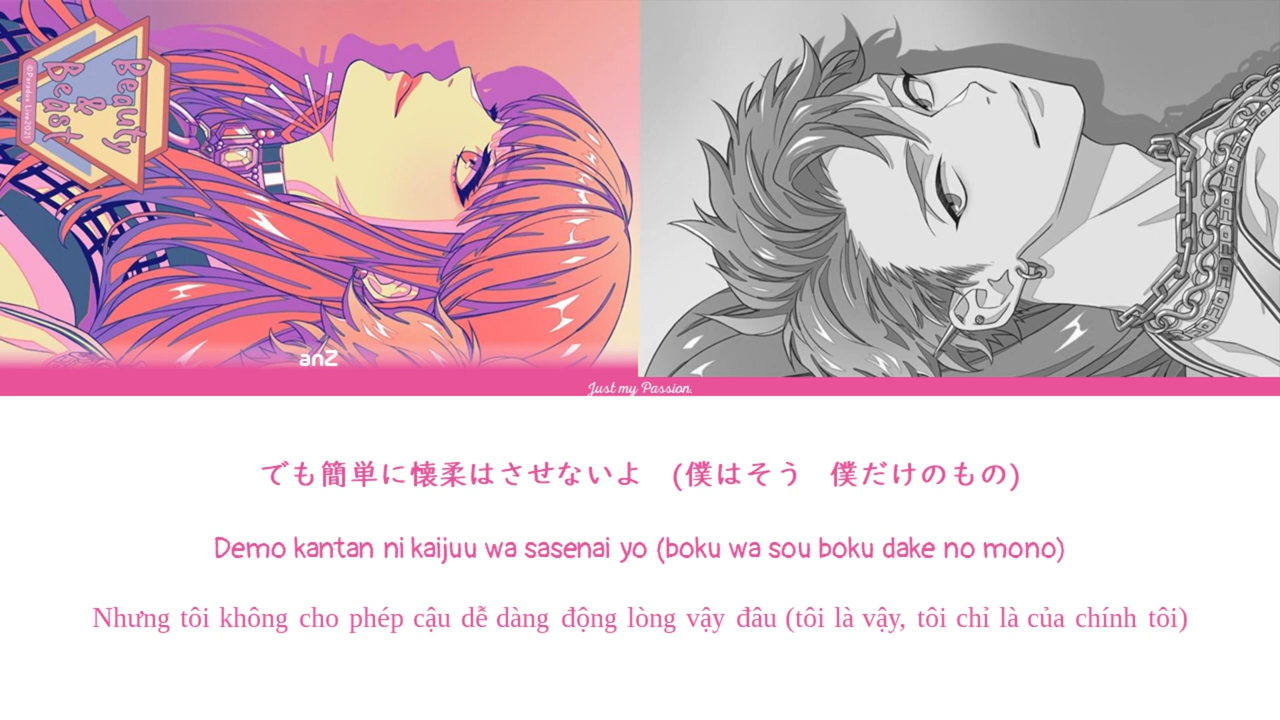 Beauty
&
Beast
©Paradox Live2021
anZ
Just my Passion.
でも簡単に懐柔はさせないよ (僕はそう 僕だけのもの)
Demo kantan ni kaijuu wa sasenai yo (boku wa sou boku dake no mono)
Nhưng tôi không cho phép cậu dễ dàng động lòng vậy đâu (tôi là vậy, tôi chỉ là của chính tôi)